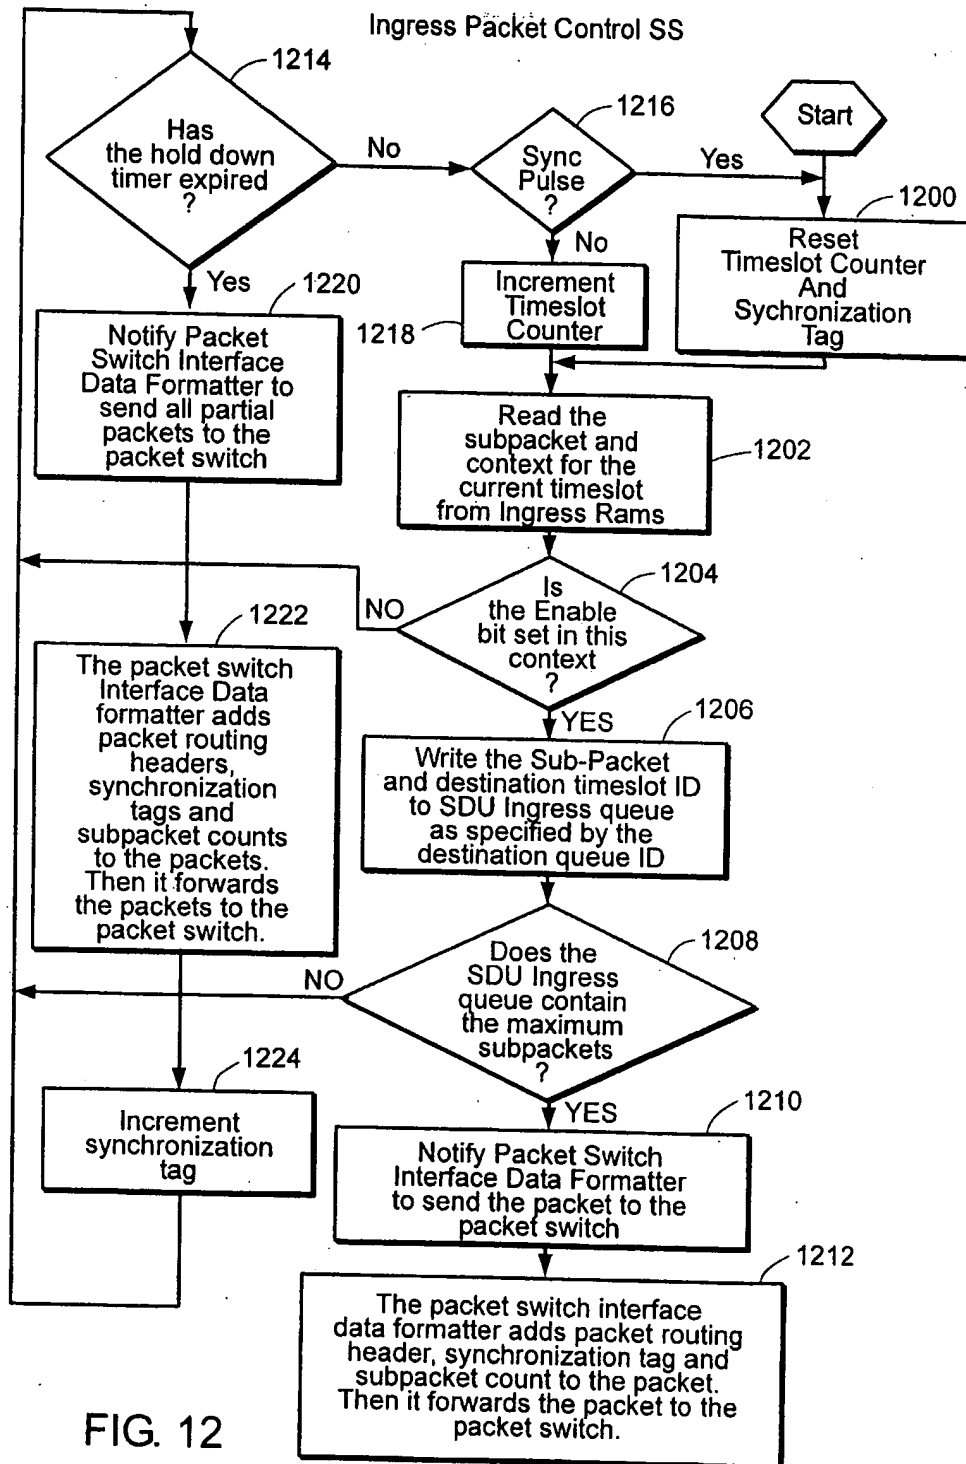 Ingress Packet Control SS
1214
Has
the hold down
timer expired
?
No
Yes
1216
Sync
Pulse
?
Yes
No
Start
1200
Reset
Timeslot Counter
And
Sychronization
Tag
1218
Increment
Timeslot
Counter
1220
Notify Packet
Switch Interface
Data Formatter to
send all partial
packets to the
packet switch
1202
Read the
subpacket and
context for the
current timeslot
from Ingress Rams
1204
Is
the Enable
bit set in this
context
?
NO
YES
1222
The packet switch
Interface Data
formatter adds
packet routing
headers,
synchronization
tags and
subpacket counts
to the packets.
Then it forwards
the packets to the
packet switch.
1206
Write the Sub-Packet
and destination timeslot ID
to SDU Ingress queue
as specified by the
destination queue ID
1208
Does the
SDU Ingress
queue contain
the maximum
subpackets
?
NO
YES
1224
Increment
synchronization
tag
1210
Notify Packet Switch
Interface Data Formatter
to send the packet to the
packet switch
1212
The packet switch interface
data formatter adds packet routing
header, synchronization tag and
subpacket count to the packet.
Then it forwards the packet to the
packet switch.
FIG. 12